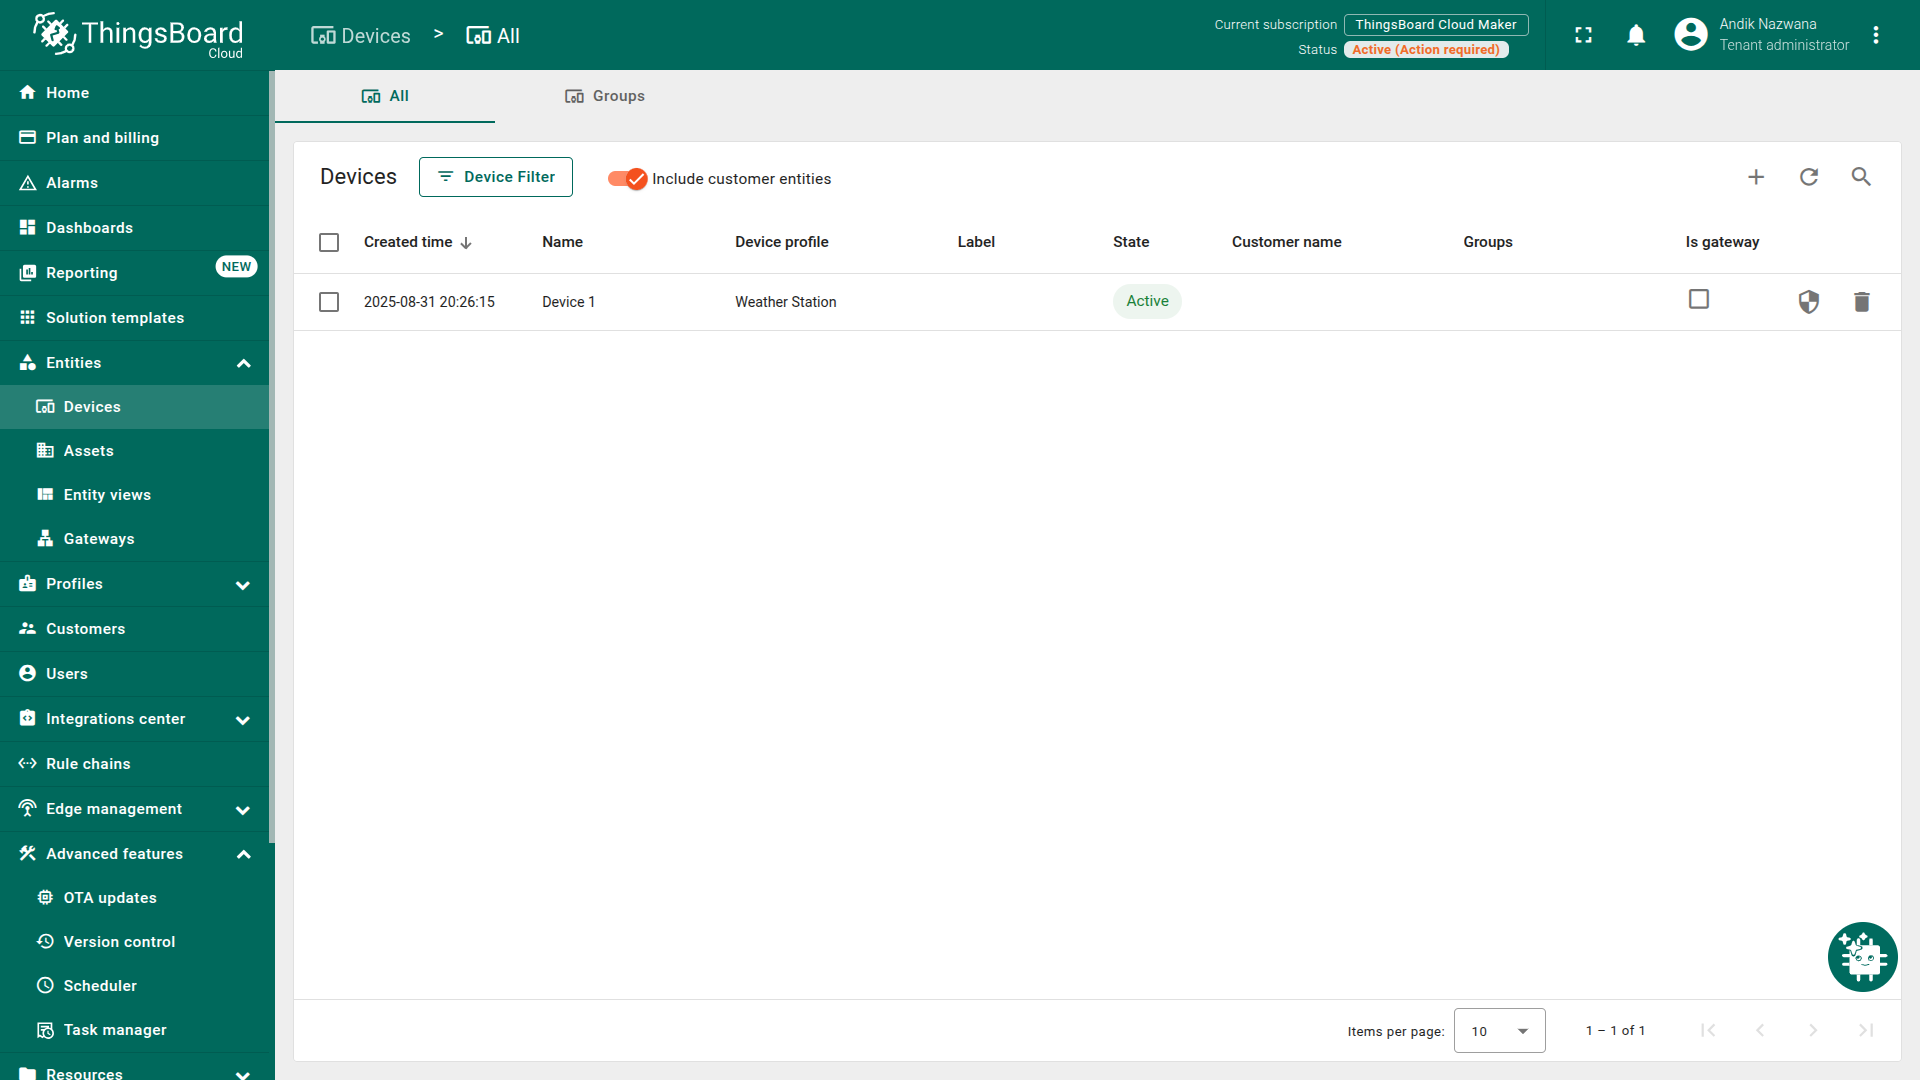 ThingsBoard
Cloud
Devices > All
Current subscription ThingsBoard Cloud Maker
Status Active (Action required)
Andik Nazwana
Tenant administrator
Home
Plan and billing
Alarms
Dashboards
Reporting NEW
Solution templates
Entities
Devices
Assets
Entity views
Gateways
Profiles
Customers
Users
Integrations center
Rule chains
Edge management
Advanced features
OTA updates
Version control
Scheduler
Task manager
Resources
All Groups
Devices Device Filter Include customer entities
Created time Name Device profile Label State Customer name Groups Is gateway
2025-08-31 20:26:15 Device 1 Weather Station Active
Items per page: 10 1 – 1 of 1